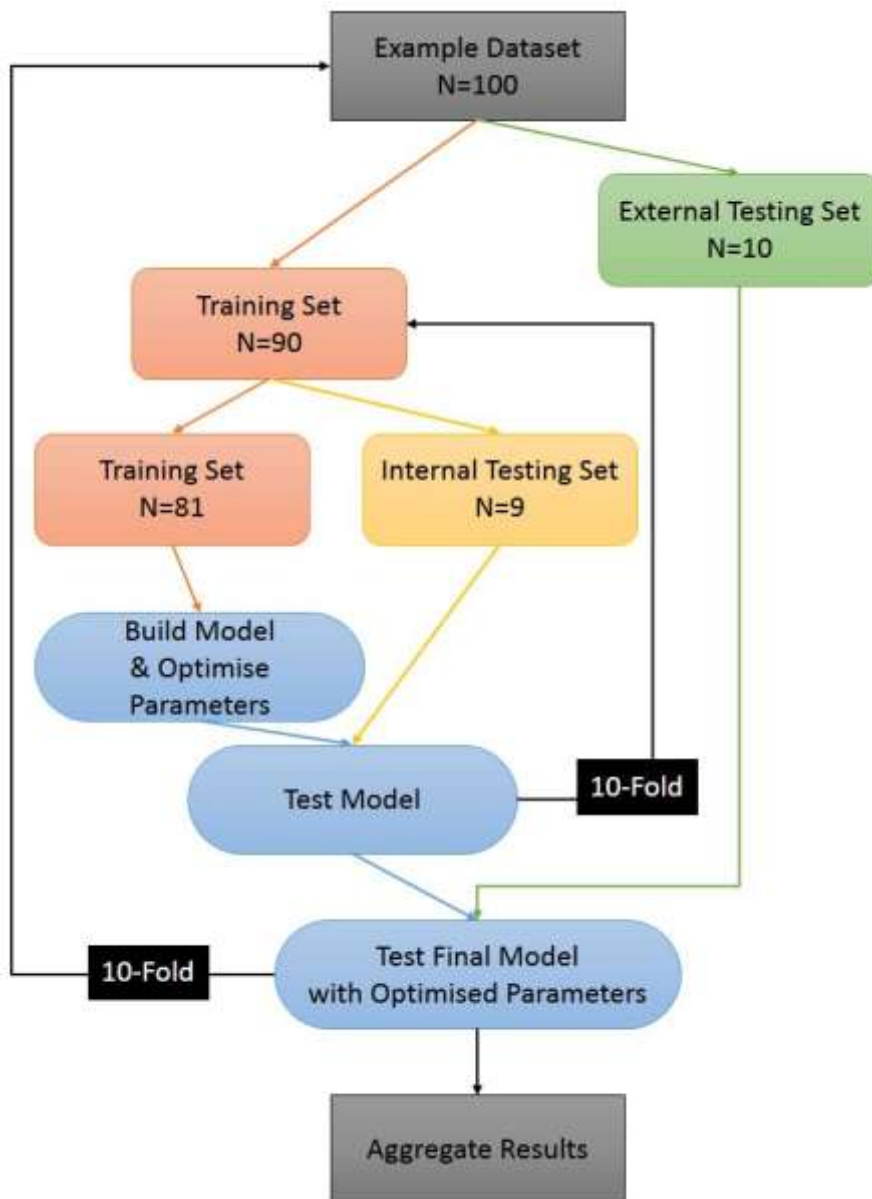 Example Dataset
N=100
External Testing Set
N=10
Training Set
N=90
Training Set
N=81
Internal Testing Set
N=9
Build Model
& Optimise
Parameters
Test Model
10-Fold
Test Final Model
with Optimised Parameters
10-Fold
Aggregate Results